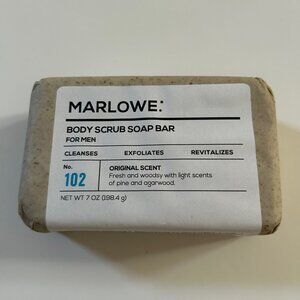 MARLOWE:
BODY SCRUB SOAP BAR
FOR MEN
CLEANSES EXFOLIATES REVITALIZES
No. 102
ORIGINAL SCENT
Fresh and woodsy with light scents
of pine and agarwood.
NET WT 7 OZ (198.4 g)